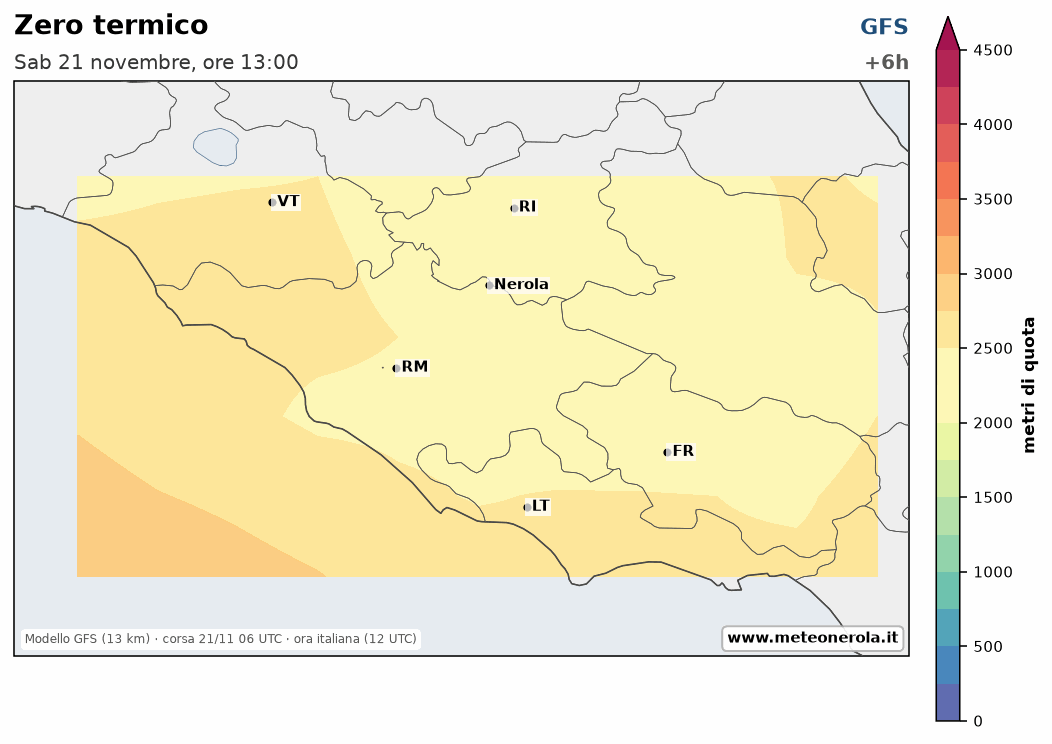 Zero termico
GFS
Sab 21 novembre, ore 13:00
+6h
VT
RI
Nerola
RM
FR
LT
4500
4000
3500
3000
2500
2000
1500
1000
500
0
metri di quota
Modello GFS (13 km) · corsa 21/11 06 UTC · ora italiana (12 UTC)
www.meteonerola.it